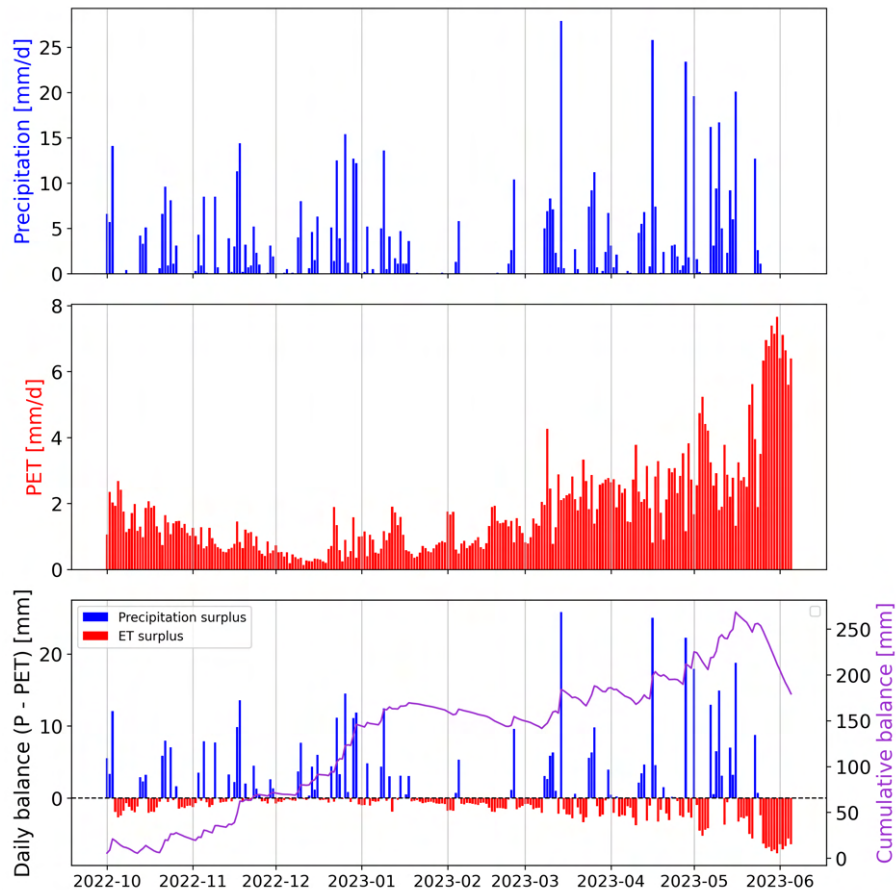 Precipitation [mm/d]
25
20
15
10
5
0
PET [mm/d]
8
6
4
2
0
Daily balance (P - PET) [mm]
20
10
0
Precipitation surplus
ET surplus
Cumulative balance [mm]
250
200
150
100
50
0
2022-10 2022-11 2022-12 2023-01 2023-02 2023-03 2023-04 2023-05 2023-06